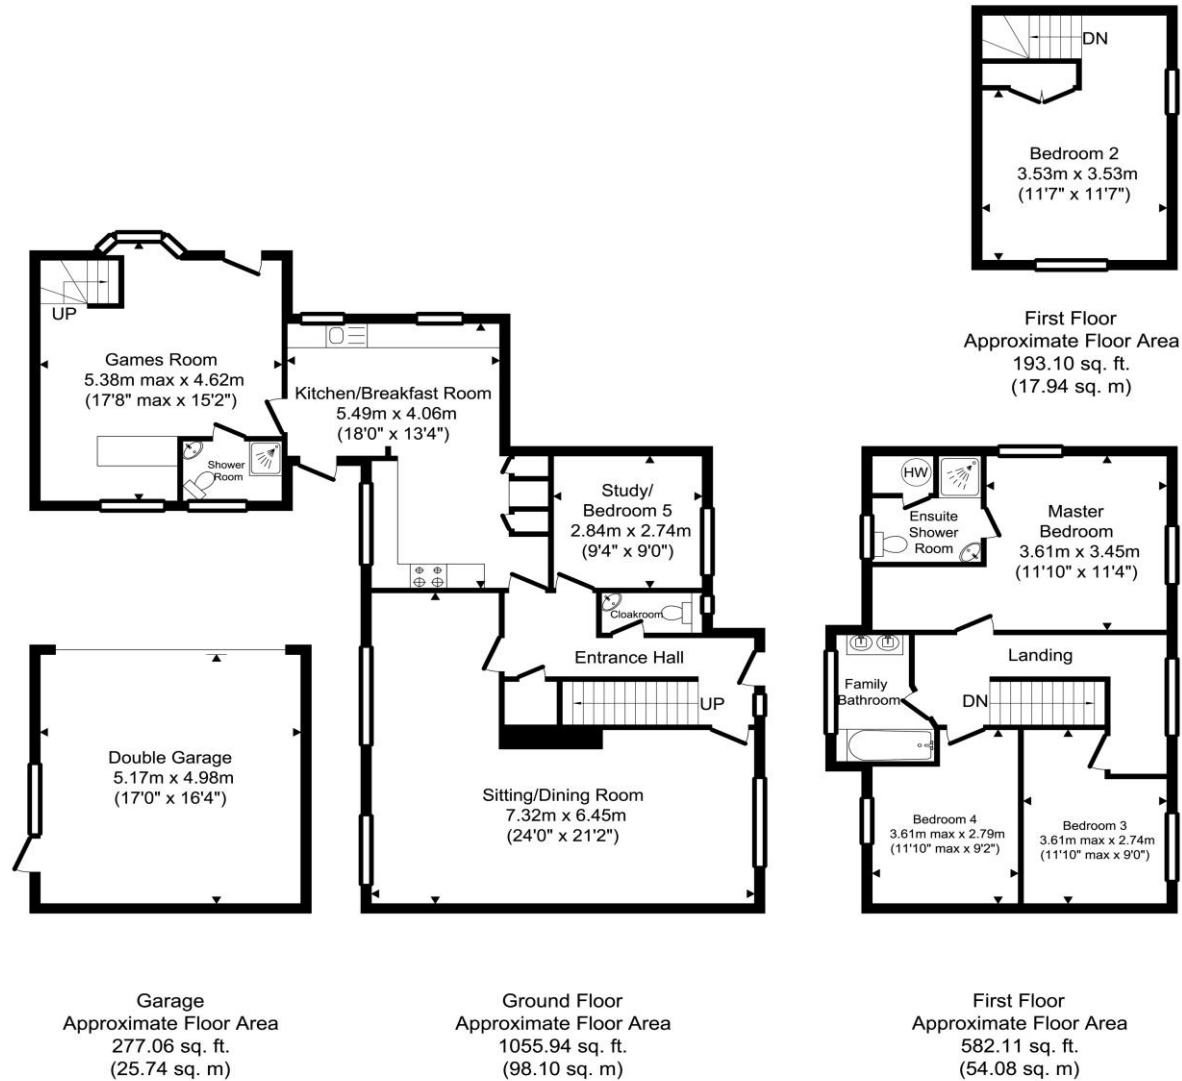 DN
Bedroom 2
3.53m x 3.53m
(11'7" x 11'7")
First Floor
Approximate Floor Area
193.10 sq. ft.
(17.94 sq. m)
UP
Games Room
5.38m max x 4.62m
(17'8" max x 15'2")
Shower
Room
Kitchen/Breakfast Room
5.49m x 4.06m
(18'0" x 13'4")
Study/
Bedroom 5
2.84m x 2.74m
(9'4" x 9'0")
Cloakroom
Entrance Hall
UP
Sitting/Dining Room
7.32m x 6.45m
(24'0" x 21'2")
Double Garage
5.17m x 4.98m
(17'0" x 16'4")
HW
Ensuite
Shower
Room
Master
Bedroom
3.61m x 3.45m
(11'10" x 11'4")
Landing
Family
Bathroom
DN
Bedroom 4
3.61m max x 2.79m
(11'10" max x 9'2")
Bedroom 3
3.61m max x 2.74m
(11'10" max x 9'0")
Garage
Approximate Floor Area
277.06 sq. ft.
(25.74 sq. m)
Ground Floor
Approximate Floor Area
1055.94 sq. ft.
(98.10 sq. m)
First Floor
Approximate Floor Area
582.11 sq. ft.
(54.08 sq. m)